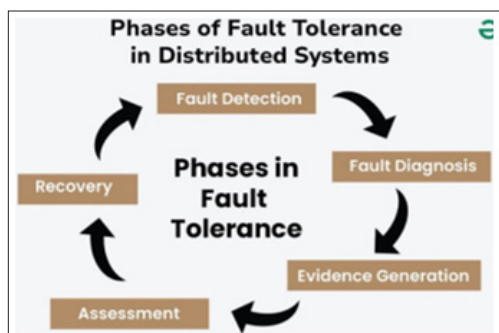 Phases of Fault Tolerance
in Distributed Systems
Fault Detection
Fault Diagnosis
Evidence Generation
Assessment
Recovery
Phases in
Fault
Tolerance